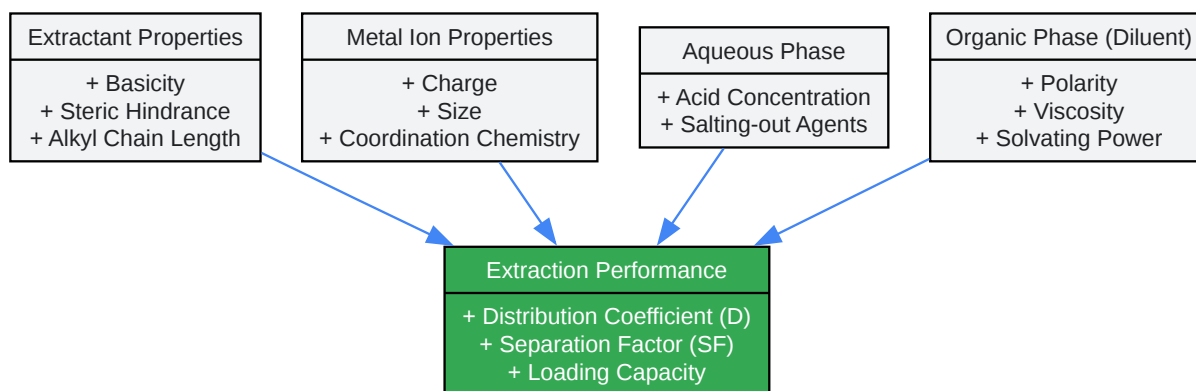 Extractant Properties
+ Basicity
+ Steric Hindrance
+ Alkyl Chain Length
Metal Ion Properties
+ Charge
+ Size
+ Coordination Chemistry
Aqueous Phase
+ Acid Concentration
+ Salting-out Agents
Organic Phase (Diluent)
+ Polarity
+ Viscosity
+ Solvating Power
Extraction Performance
+ Distribution Coefficient (D)
+ Separation Factor (SF)
+ Loading Capacity